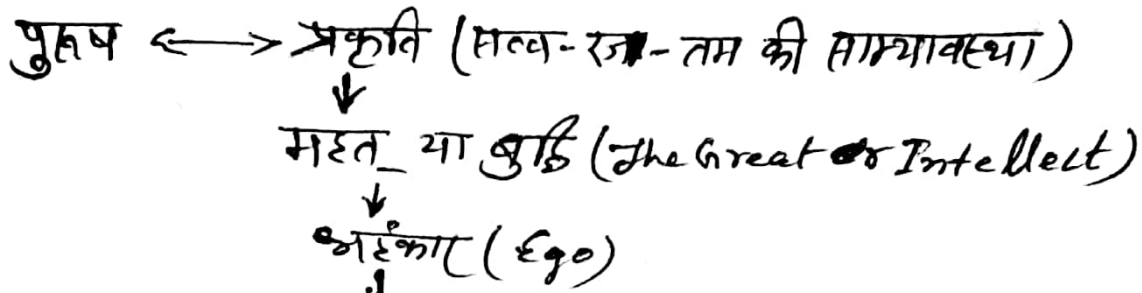 पुरूष <--> प्रकृति (सत्व - रज - तम की साम्यावस्था)
↓
महत् या बुद्धि (The Great or Intellect)
↓
अहंकार (Ego)
↓